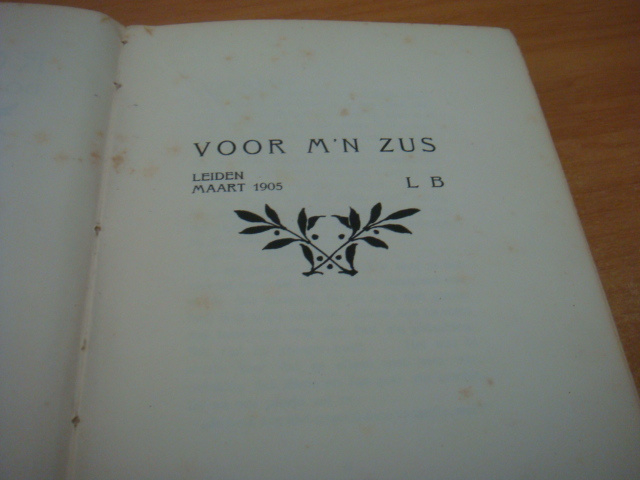 VOOR M'N ZUS
LEIDEN
MAART 1905
L B